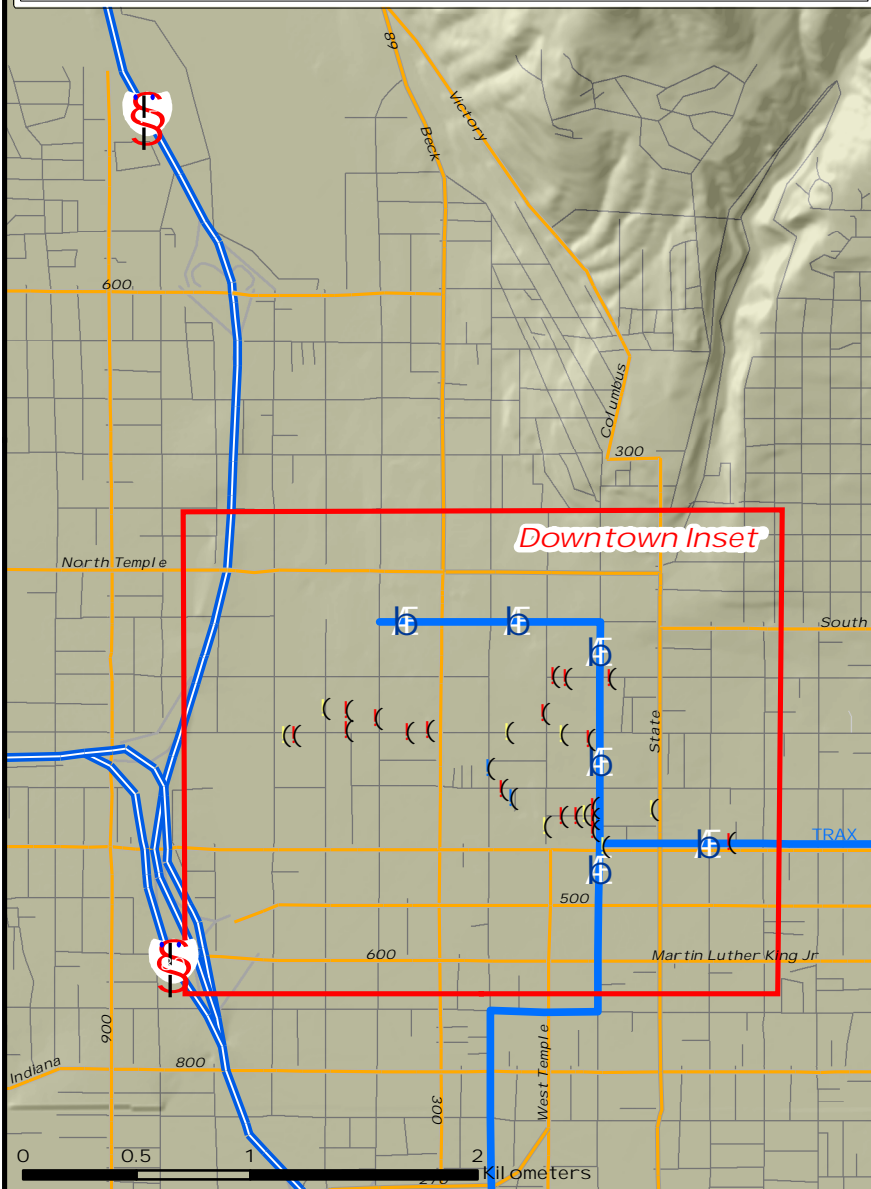 89
Victory
Beck
600
Columbus
300
Downtown Inset
North Temple
South
State
TRAX
500
600
Martin Luther King Jr
900
800
Indiana
West Temple
300
0 0.5 1 2
Kilometers